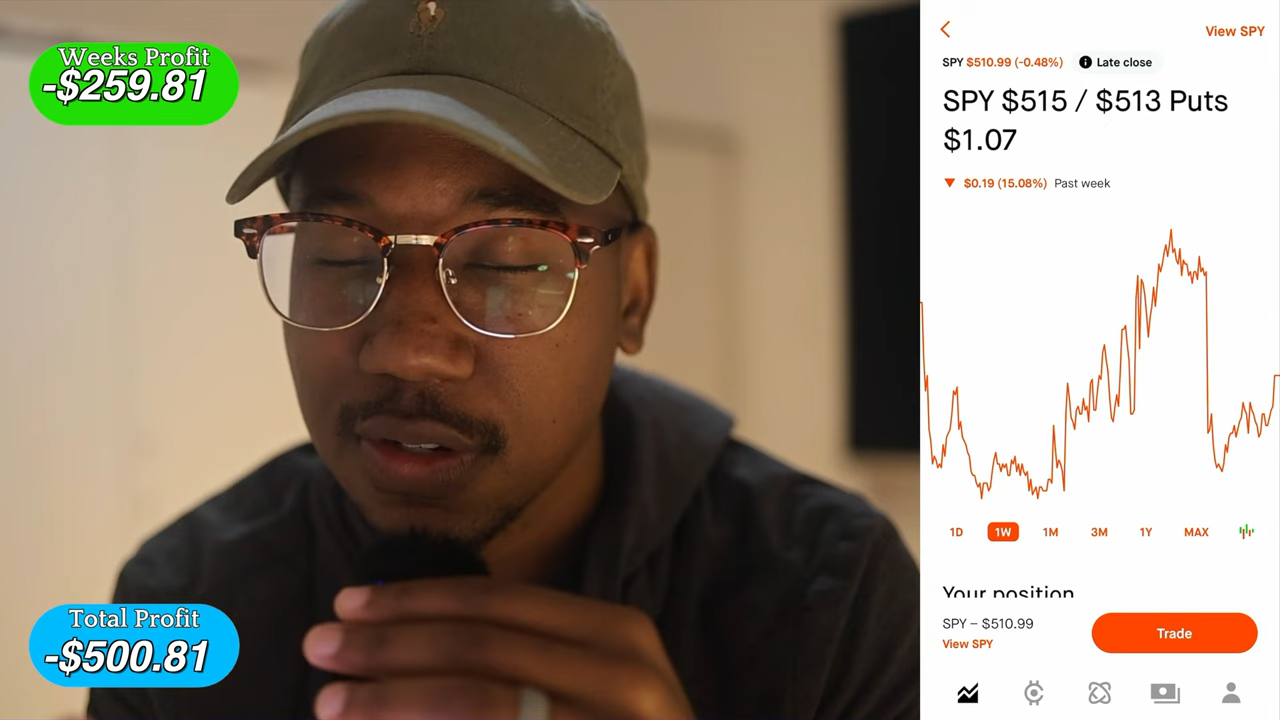 Weeks Profit
-$259.81
Total Profit
-$500.81
View SPY
SPY $510.99 (-0.48%) Late close
SPY $515 / $513 Puts
$1.07
$0.19 (15.08%) Past week
1D 1W 1M 3M 1Y MAX
Your position
SPY – $510.99
View SPY
Trade